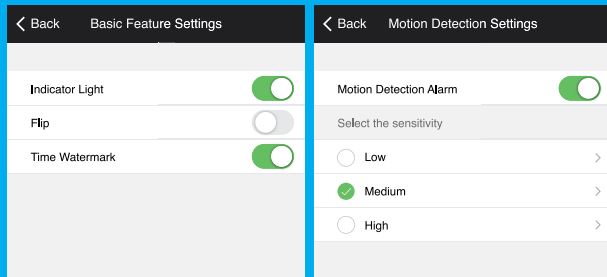 Back Basic Feature Settings
Indicator Light
Flip
Time Watermark
Back Motion Detection Settings
Motion Detection Alarm
Select the sensitivity
Low
Medium
High